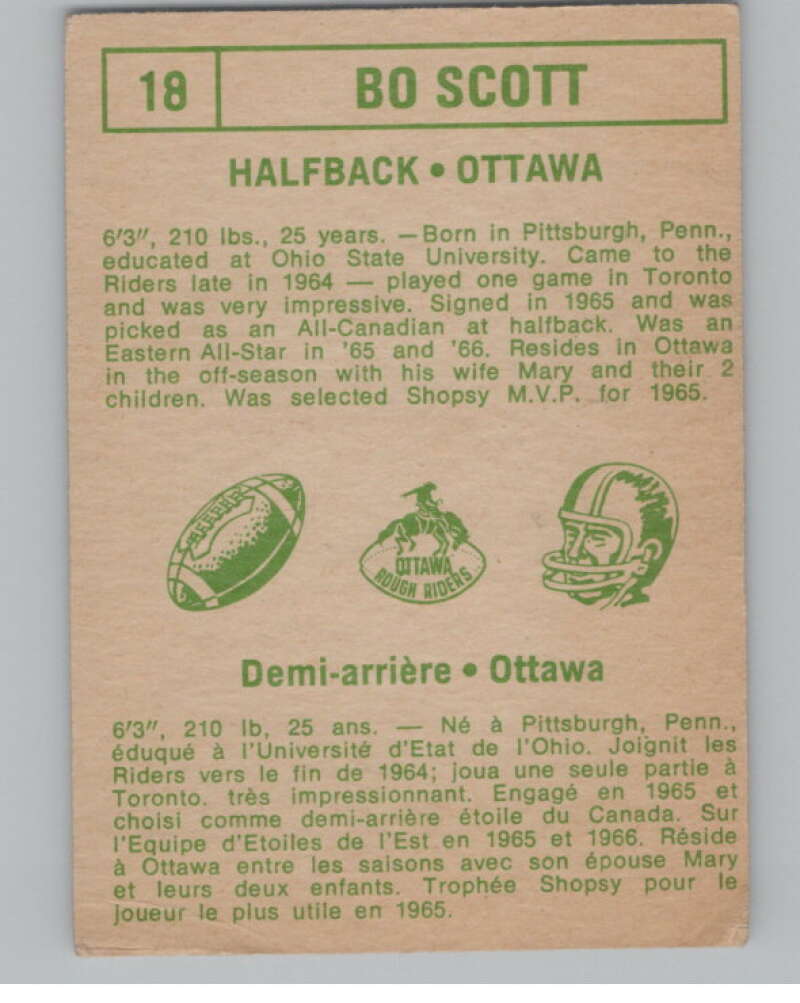 18 BO SCOTT
HALFBACK • OTTAWA
6'3", 210 lbs., 25 years. — Born in Pittsburgh, Penn.,
educated at Ohio State University. Came to the
Riders late in 1964 — played one game in Toronto
and was very impressive. Signed in 1965 and was
picked as an All-Canadian at halfback. Was an
Eastern All-Star in '65 and '66. Resides in Ottawa
in the off-season with his wife Mary and their 2
children. Was selected Shopsy M.V.P. for 1965.
OTTAWA
ROUGH RIDERS
Demi-arrière • Ottawa
6'3", 210 lb, 25 ans. — Né à Pittsburgh, Penn.,
éduqué à l'Université d'Etat de l'Ohio. Joignit les
Riders vers le fin de 1964; joua une seule partie à
Toronto. très impressionnant. Engagé en 1965 et
choisi comme demi-arrière étoile du Canada. Sur
l'Equipe d'Etoiles de l'Est en 1965 et 1966. Réside
à Ottawa entre les saisons avec son épouse Mary
et leurs deux enfants. Trophée Shopsy pour le
joueur le plus utile en 1965.